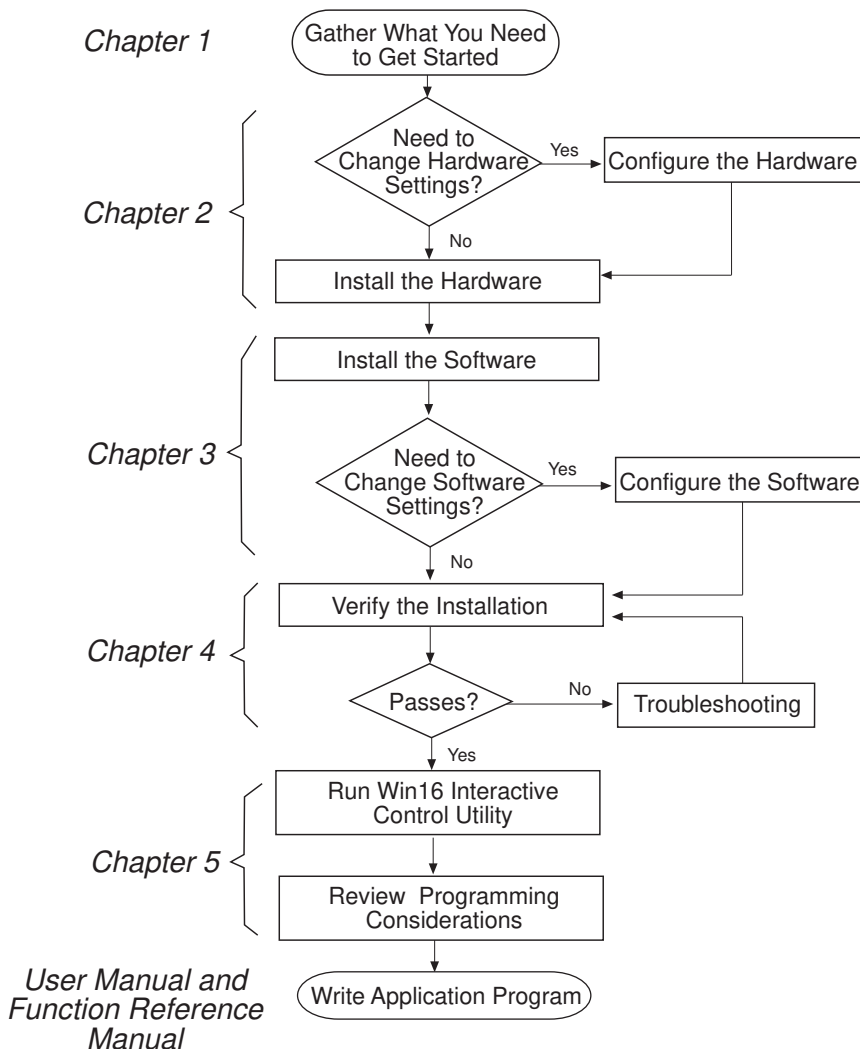 Chapter 1
Gather What You Need
to Get Started
Need to
Change Hardware
Settings?
Yes
Configure the Hardware
Chapter 2
No
Install the Hardware
Install the Software
Chapter 3
Need to
Change Software
Settings?
Yes
Configure the Software
No
Verify the Installation
Chapter 4
Passes?
No
Troubleshooting
Yes
Run Win16 Interactive
Control Utility
Chapter 5
Review Programming
Considerations
User Manual and
Function Reference
Manual
Write Application Program